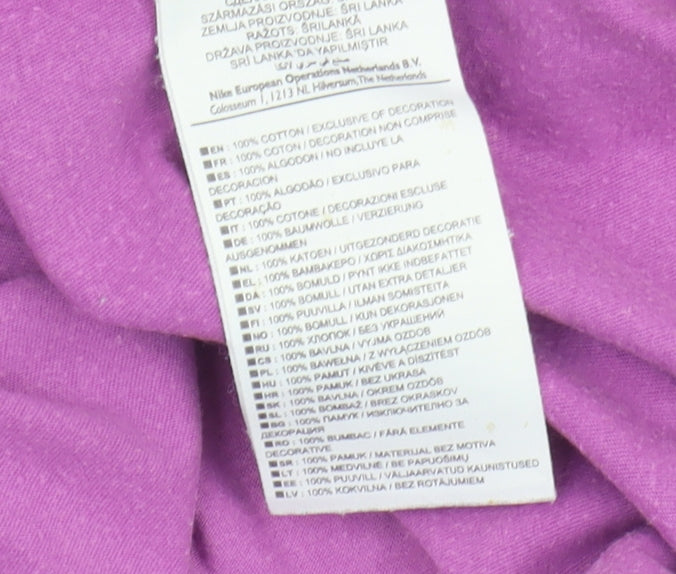 SZÁRMAZÁSI ORSZÁG: SRI LANKA
ZEMLJA PROIZVODNJE: ŠRI LANKA
RAŽOTS: ŠRILANKĀ
DRŽAVA PROIZVODNJE: ŠRI LANKA
SRİ LANKA'DA YAPILMIŞTIR
Nike European Operations Netherlands B.V.
Colosseum 1, 1213 NL Hilversum, The Netherlands
EN : 100% COTTON / EXCLUSIVE OF DECORATION
FR : 100% COTON / DECORATION NON COMPRISE
ES : 100% ALGODON / NO INCLUYE LA
DECORACION
PT : 100% ALGODÃO / EXCLUSIVO PARA
DECORAÇÃO
IT : 100% COTONE / DECORAZIONI ESCLUSE
DE : 100% BAUMWOLLE / VERZIERUNG
AUSGENOMMEN
NL : 100% KATOEN / UITGEZONDERD DECORATIE
EL : 100% ΒΑΜΒΑΚΕΡΟ / ΧΩΡΙΣ ΔΙΑΚΟΣΜΗΤΙΚΑ
DA : 100% BOMULD / PYNT IKKE INDBEFATTET
SV : 100% BOMULL / UTAN EXTRA DETALJER
FI : 100% PUUVILLA / ILMAN SOMISTEITA
NO : 100% BOMULL / KUN DEKORASJONEN
RU : 100% ХЛОПОК / БЕЗ УКРАШЕНИЙ
CS : 100% BAVLNA / VYJMA OZDOB
PL : 100% BAWEŁNA / Z WYŁĄCZENIEM OZDÓB
HU : 100% PAMUT / KIVÉVE A DÍSZÍTÉST
HR : 100% PAMUK / BEZ UKRASA
SK : 100% BAVLNA / OKREM OZDÔB
SL : 100% BOMBAŽ / BREZ OKRASKOV
BG : 100% ПАМУК / ИЗКЛЮЧИТЕЛНО ЗА
ДЕКОРАЦИЯ
RO : 100% BUMBAC / FĂRĂ ELEMENTE
DECORATIVE
SR : 100% PAMUK / MATERIJAL BEZ MOTIVA
LT : 100% MEDVILNĖ / BE PAPUOŠIMŲ
EE : 100% PUUVILL / VÄLJAARVATUD KAUNISTUSED
LV : 100% KOKVILNA / BEZ ROTĀJUMIEM